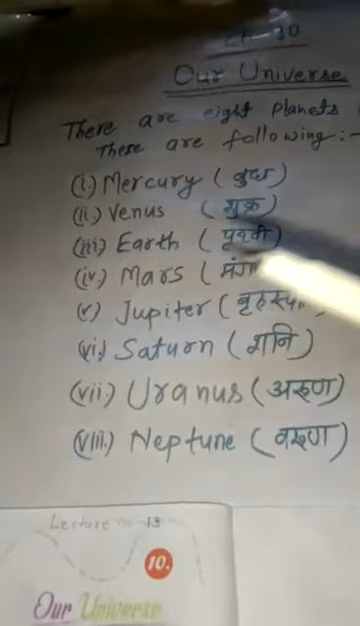 Ch-10
Our Universe
There are eight Planets
There are following:-
(i.) Mercury (बुध)
(ii.) Venus (शुक्र)
(iii) Earth (पृथ्वी)
(iv.) Mars (
(v) Jupiter (
(vi.) Saturn (शनि)
(vii.) Uranus (अरूण)
(viii.) Neptune (वरूण)
Lecture 13
10.
Our Universe